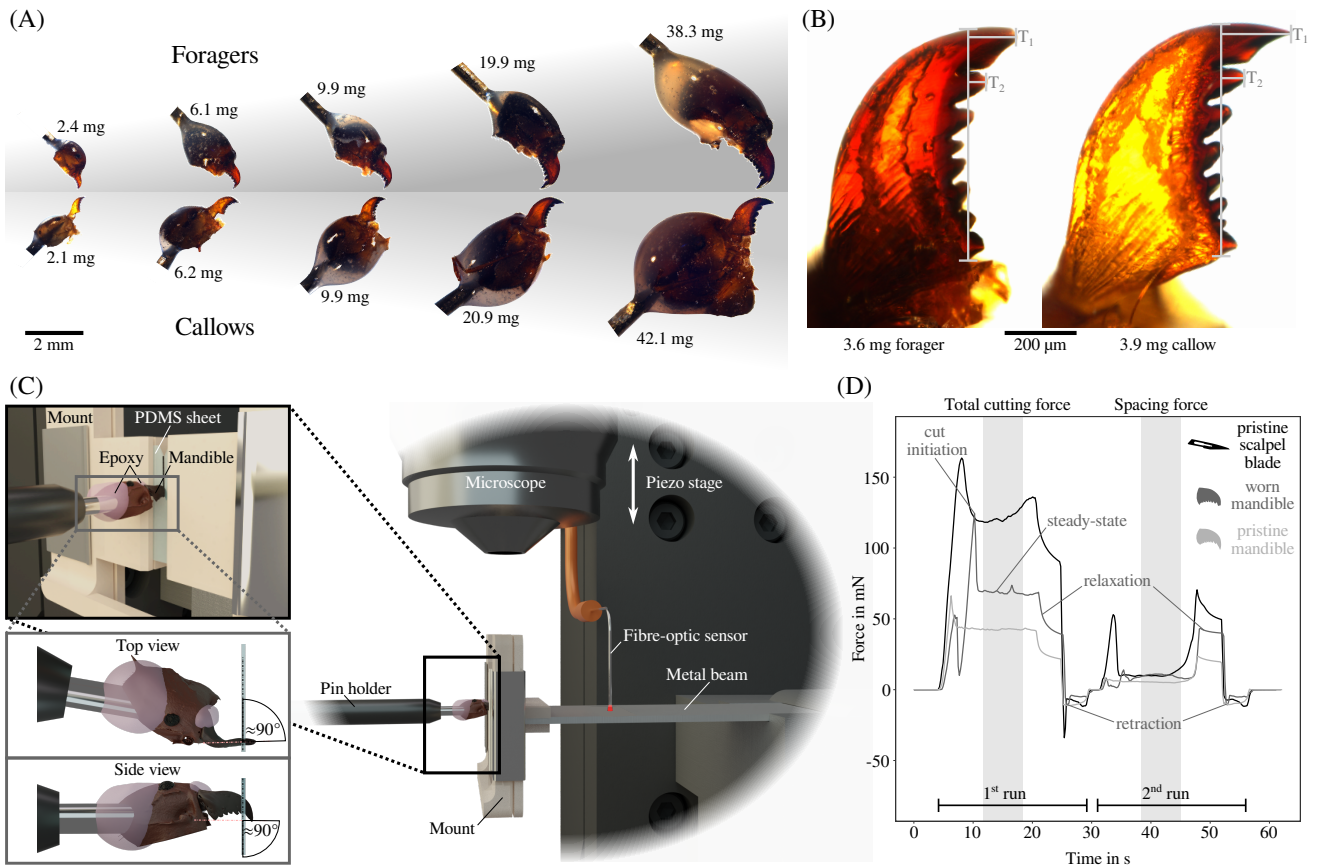 (A)
Foragers
2.4 mg
6.1 mg
9.9 mg
19.9 mg
38.3 mg
2.1 mg
6.2 mg
9.9 mg
20.9 mg
42.1 mg
Callows
2 mm
(B)
T1
T2
T1
T2
3.6 mg forager
200 μm
3.9 mg callow
(C)
Mount
PDMS sheet
Epoxy
Mandible
Top view
≈90°
Side view
≈90°
Microscope
Piezo stage
Fibre-optic sensor
Metal beam
Pin holder
Mount
(D)
Total cutting force
Spacing force
cut
initiation
pristine
scalpel
blade
worn
mandible
pristine
mandible
steady-state
relaxation
retraction
1st run
2nd run
Force in mN
150
100
50
0
-50
0
10
20
30
40
50
60
Time in s